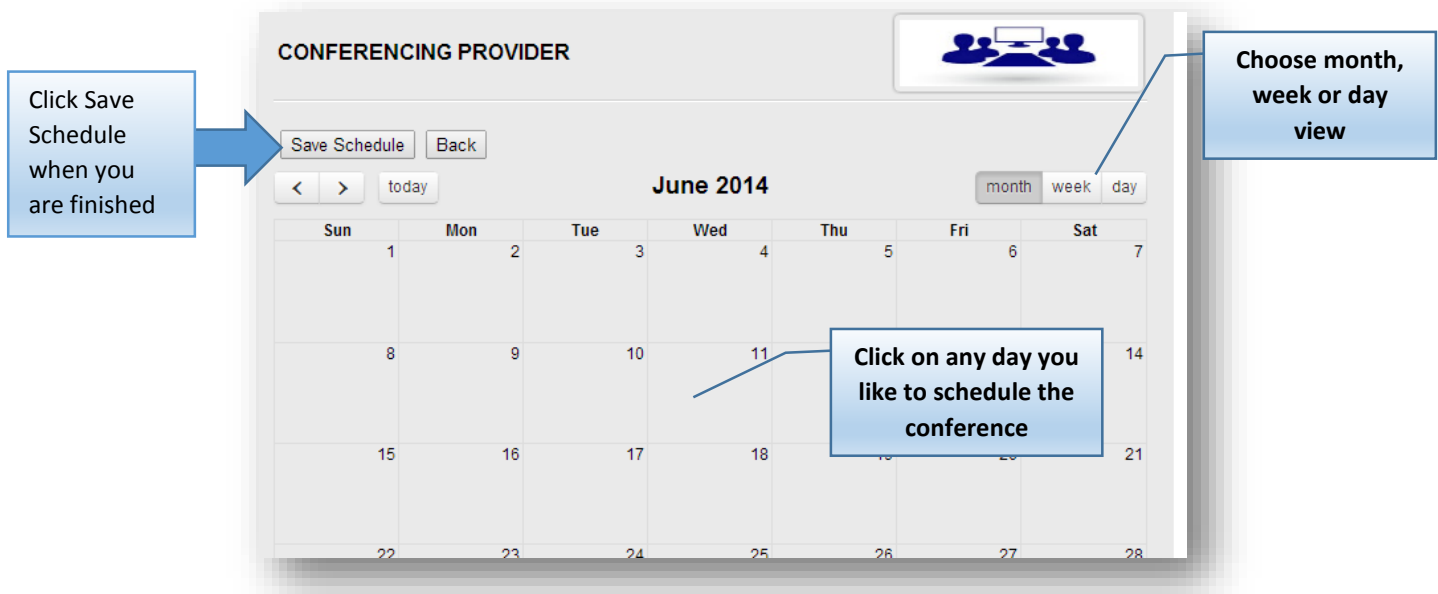 CONFERENCING PROVIDER
Choose month,
week or day
view
Click Save
Schedule
when you
are finished
Save Schedule Back
< > today June 2014 month week day
Sun Mon Tue Wed Thu Fri Sat
1 2 3 4 5 6 7
8 9 10 11 14
Click on any day you
like to schedule the
conference
15 16 17 18 21
22 23 24 25 26 27 28